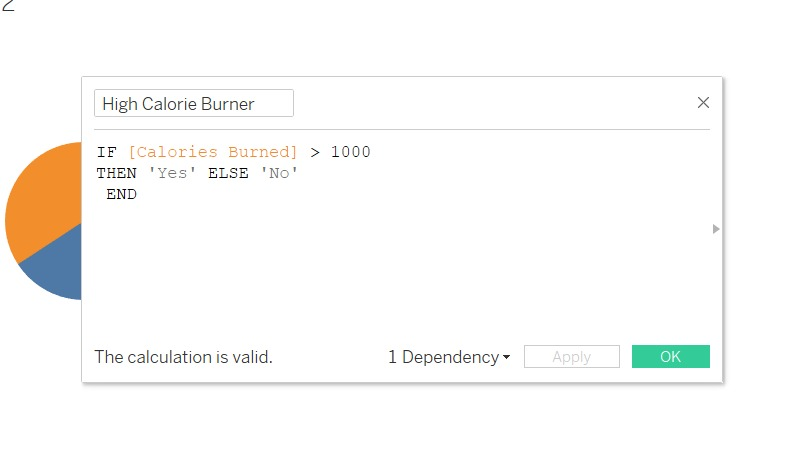 2
High Calorie Burner
IF [Calories Burned] > 1000
THEN 'Yes' ELSE 'No'
END
The calculation is valid.
1 Dependency
Apply
OK